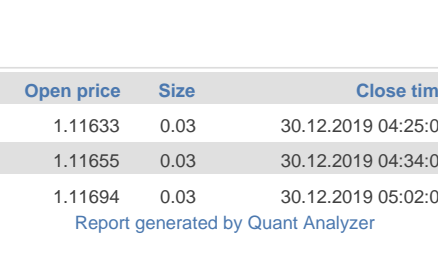 Open price Size Close tim
1.11633 0.03 30.12.2019 04:25:0
1.11655 0.03 30.12.2019 04:34:0
1.11694 0.03 30.12.2019 05:02:0
Report generated by Quant Analyzer